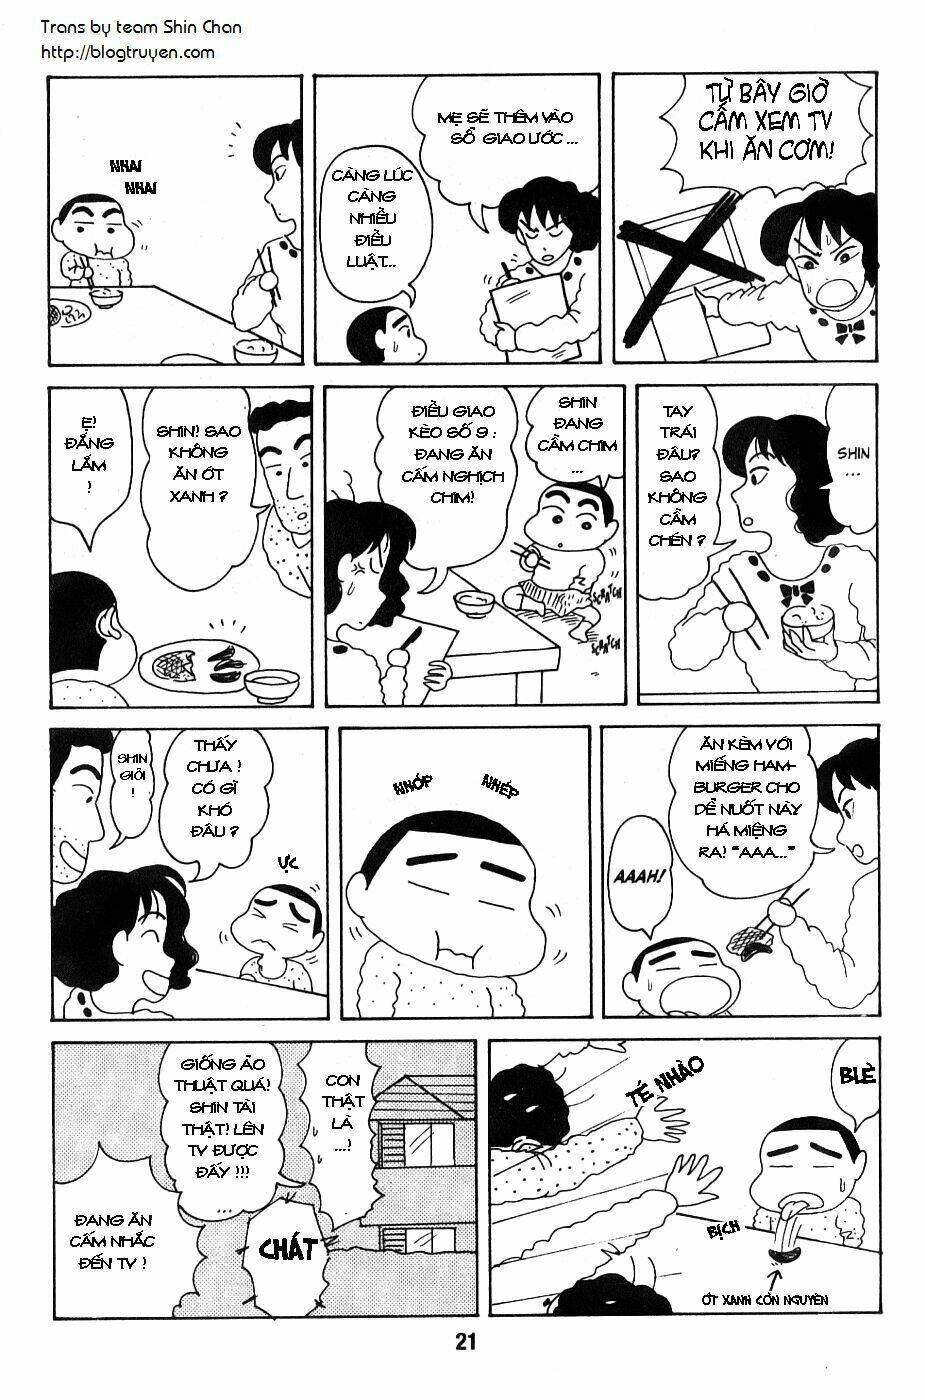 Trans by team Shin Chan
http://blogtruyen.com
TỪ BÂY GIỜ
CẤM XEM TV
KHI ĂN CƠM!
MẸ SẼ THÊM VÀO
SỔ GIAO ƯỚC ...
CÀNG LÚC
CÀNG
NHIỀU
ĐIỀU
LUẬT...
NHAI
NHAI
SHIN
...
TAY
TRÁI
ĐÂU?
SAO
KHÔNG
CẦM
CHÉN ?
SHIN
ĐANG
CẦM CHIM
...
ĐIỀU GIAO
KÈO SỐ 9 :
ĐANG ĂN
CẤM NGHỊCH
CHIM!
SCRATCH
SCRATCH
SHIN! SAO
KHÔNG
ĂN ỚT
XANH ?
Ẹ!
ĐẮNG
LẮM
!
ĂN KÈM VỚI
MIẾNG HAM-
BURGER CHO
DỂ NUỐT NÀY
HÁ MIỆNG
RA! "AAA..."
AAAH!
NHÓP
NHÉP
THẤY
CHƯA !
CÓ GÌ
KHÓ
ĐÂU ?
SHIN
GIỎI
!
ỰC
BLÈ
TÉ NHÀO
BỊCH
ỚT XANH CÒN NGUYÊN
CON
THẬT
LÀ
....!
GIỐNG ẢO
THUẬT QUÁ!
SHIN TÀI
THẬT! LÊN
TV ĐƯỢC
ĐẤY !!!
CHÁT
ĐANG ĂN
CẤM NHẮC
ĐẾN TV !
21